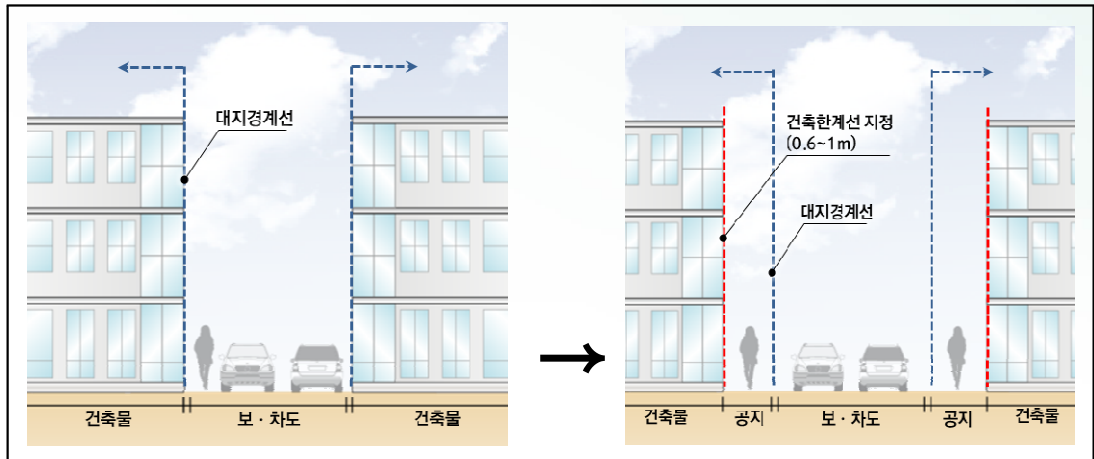 대지경계선
건축물
보 · 차도
건축물
건축한계선 지정
(0.6~1m)
대지경계선
건축물
공지
보 · 차도
공지
건축물